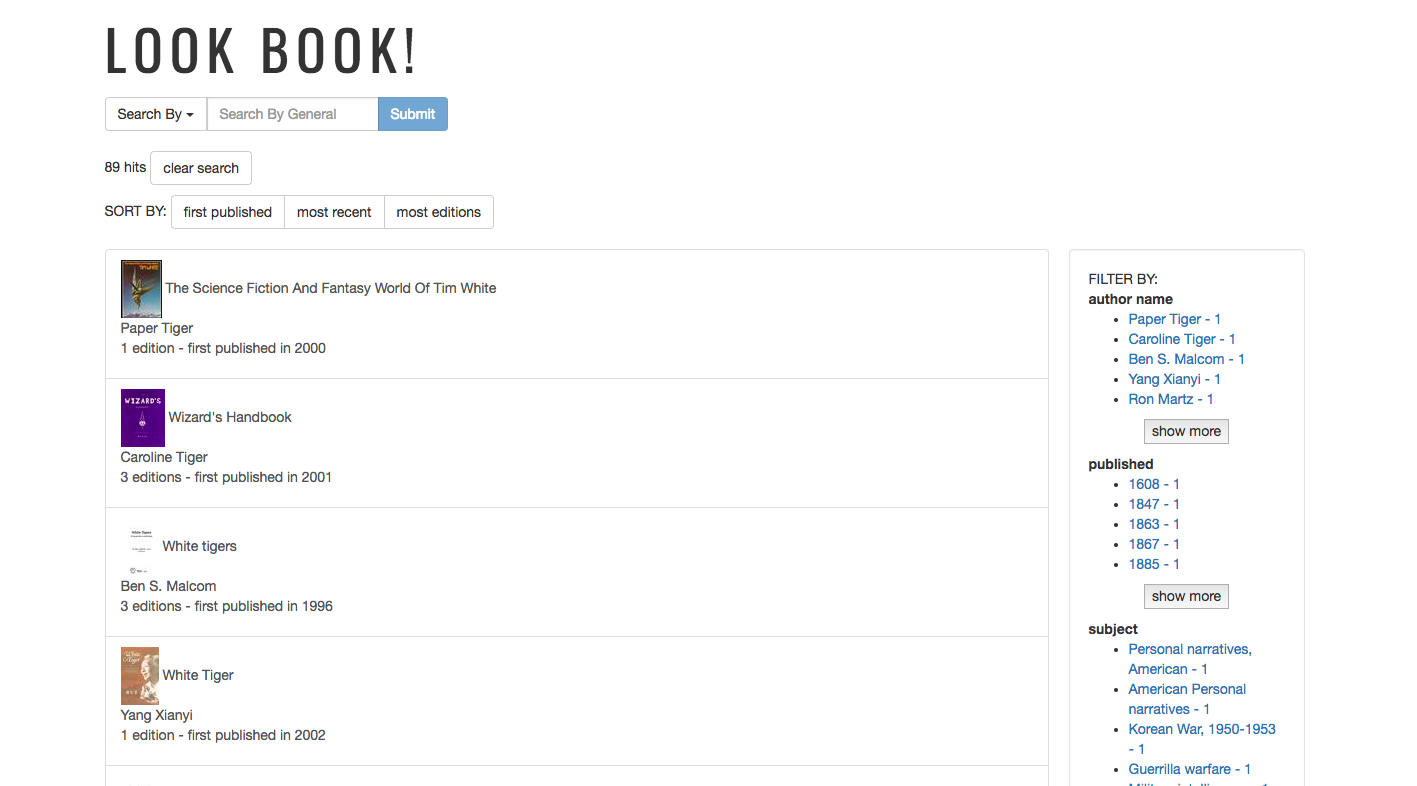 LOOK BOOK!
Search By Search By General Submit
89 hits clear search
SORT BY: first published most recent most editions
The Science Fiction And Fantasy World Of Tim White
Paper Tiger
1 edition - first published in 2000
WIZARD'S
Wizard's Handbook
Caroline Tiger
3 editions - first published in 2001
White Tigers
White tigers
Ben S. Malcom
3 editions - first published in 1996
White Tiger
Yang Xianyi
1 edition - first published in 2002
FILTER BY:
author name
Paper Tiger - 1
Caroline Tiger - 1
Ben S. Malcom - 1
Yang Xianyi - 1
Ron Martz - 1
show more
published
1608 - 1
1847 - 1
1863 - 1
1867 - 1
1885 - 1
show more
subject
Personal narratives,
American - 1
American Personal
narratives - 1
Korean War, 1950-1953
- 1
Guerrilla warfare - 1